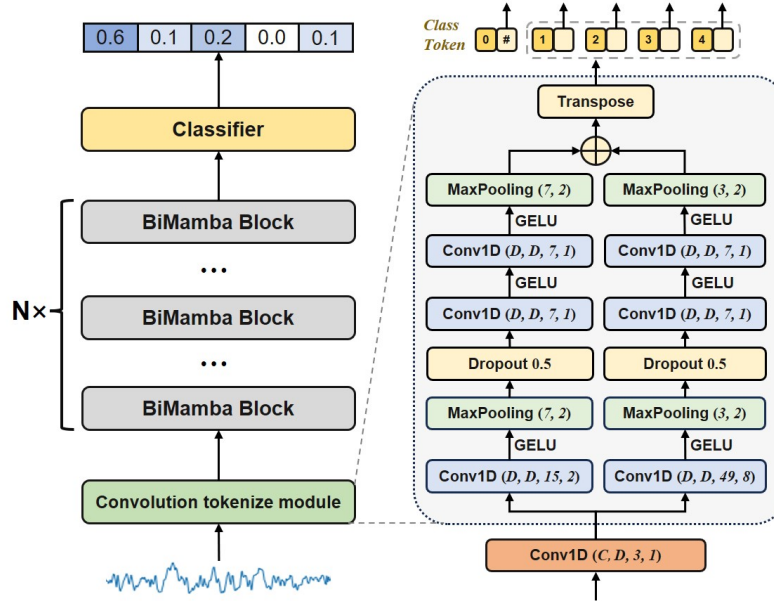 0.6 0.1 0.2 0.0 0.1
Classifier
BiMamba Block
...
BiMamba Block
...
BiMamba Block
N×
Convolution tokenize module
Class
Token
0 # 1 2 3 4
Transpose
MaxPooling (7, 2) MaxPooling (3, 2)
GELU GELU
Conv1D (D, D, 7, 1) Conv1D (D, D, 7, 1)
GELU GELU
Conv1D (D, D, 7, 1) Conv1D (D, D, 7, 1)
Dropout 0.5 Dropout 0.5
MaxPooling (7, 2) MaxPooling (3, 2)
GELU GELU
Conv1D (D, D, 15, 2) Conv1D (D, D, 49, 8)
Conv1D (C, D, 3, 1)